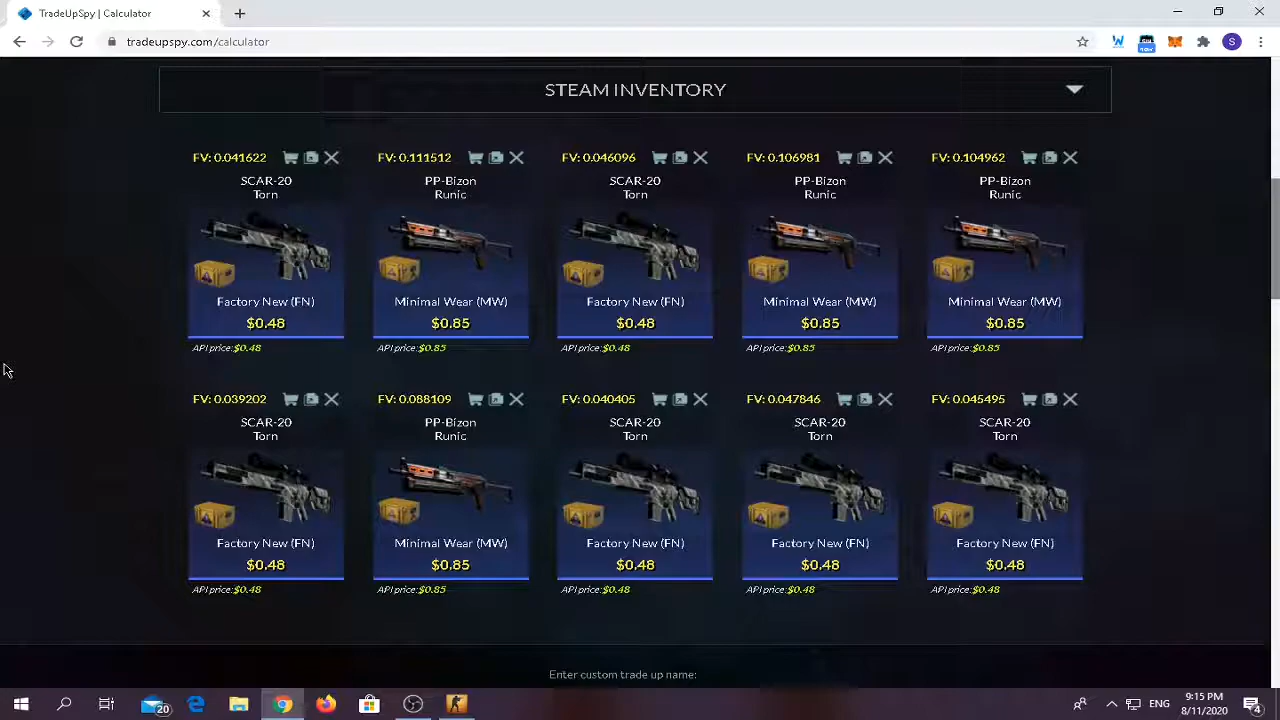 TradeUpSpy | Calculator
tradeupspy.com/calculator
S
STEAM INVENTORY
FV: 0.041622
FV: 0.111512
FV: 0.046096
FV: 0.106981
FV: 0.104962
SCAR-20
Torn
PP-Bizon
Runic
SCAR-20
Torn
PP-Bizon
Runic
PP-Bizon
Runic
Factory New (FN)
Minimal Wear (MW)
Factory New (FN)
Minimal Wear (MW)
Minimal Wear (MW)
$0.48
$0.85
$0.48
$0.85
$0.85
API price:$0.48
API price:$0.85
API price:$0.48
API price:$0.85
API price:$0.85
FV: 0.039202
FV: 0.088109
FV: 0.040405
FV: 0.047846
FV: 0.045495
SCAR-20
Torn
PP-Bizon
Runic
SCAR-20
Torn
SCAR-20
Torn
SCAR-20
Torn
Factory New (FN)
Minimal Wear (MW)
Factory New (FN)
Factory New (FN)
Factory New (FN)
$0.48
$0.85
$0.48
$0.48
$0.48
API price:$0.48
API price:$0.85
API price:$0.48
API price:$0.48
API price:$0.48
Enter custom trade up name:
20
ENG
9:15 PM
8/11/2020
4